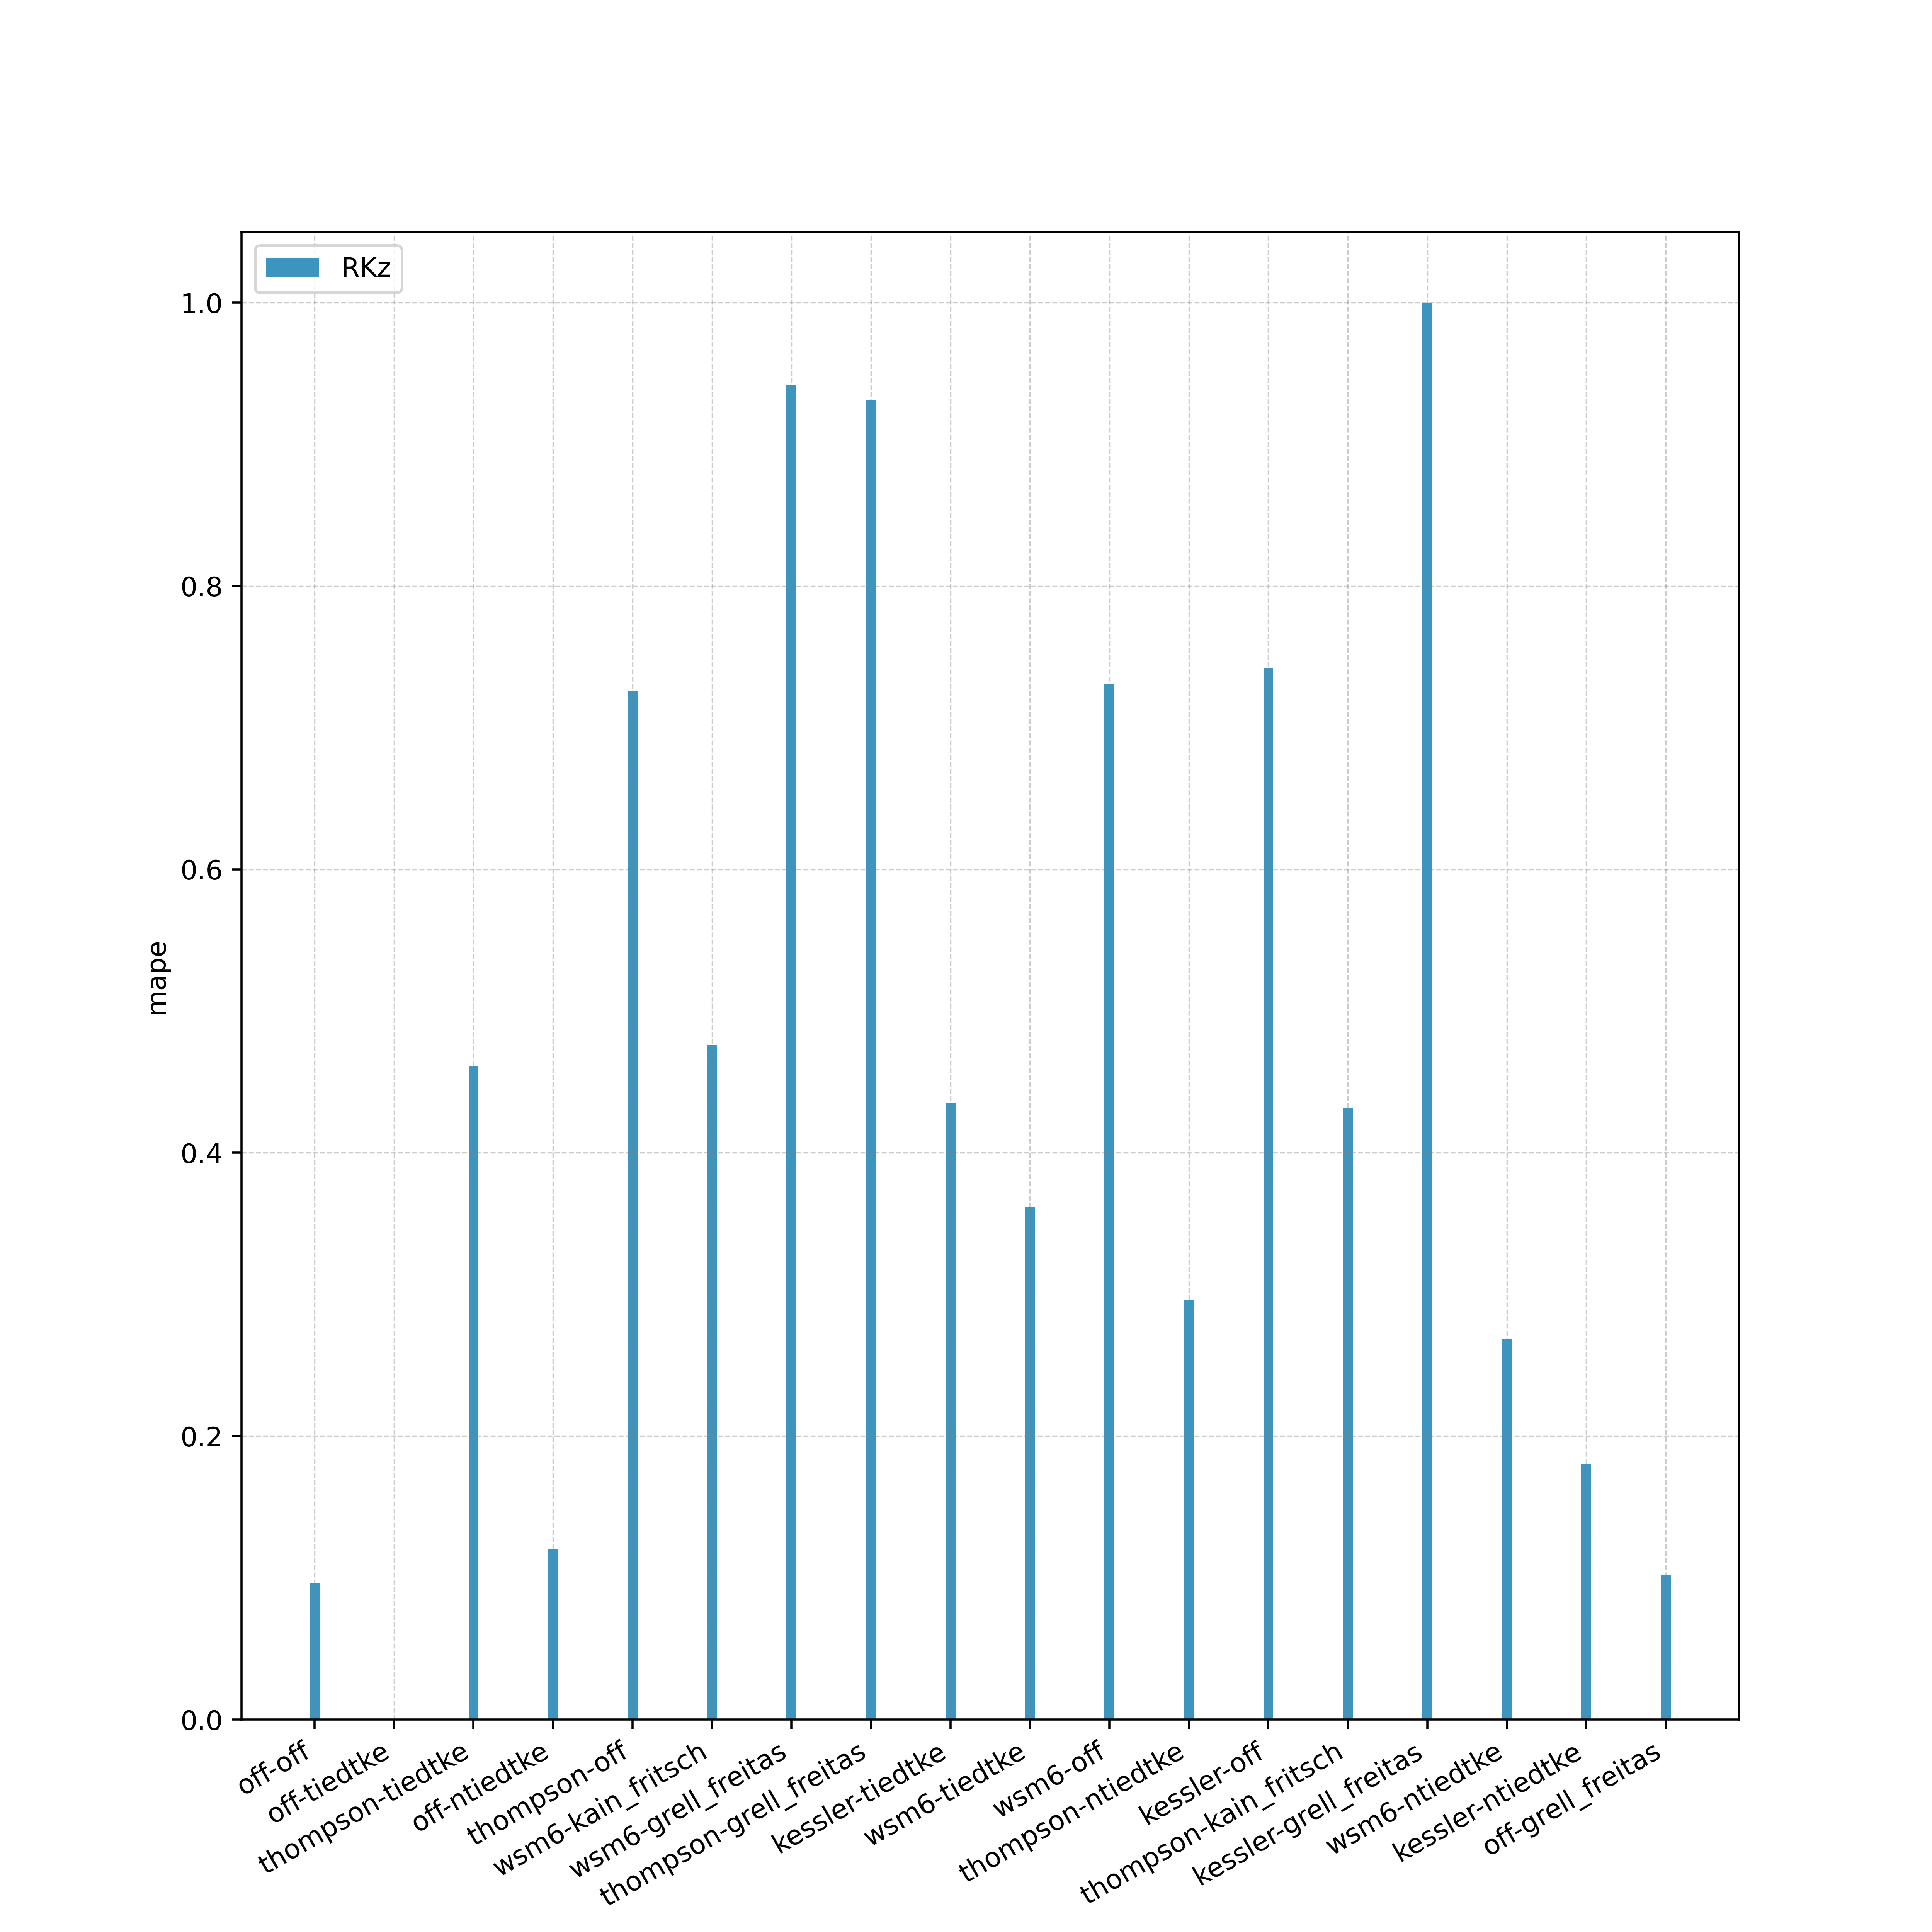 RKz
1.0
0.8
0.6
0.4
0.2
0.0
mape
off-off
off-tiedtke
thompson-tiedtke
off-ntiedtke
thompson-off
wsm6-kain_fritsch
wsm6-grell_freitas
thompson-grell_freitas
kessler-tiedtke
wsm6-tiedtke
wsm6-off
thompson-ntiedtke
kessler-off
thompson-kain_fritsch
kessler-grell_freitas
wsm6-ntiedtke
kessler-ntiedtke
off-grell_freitas